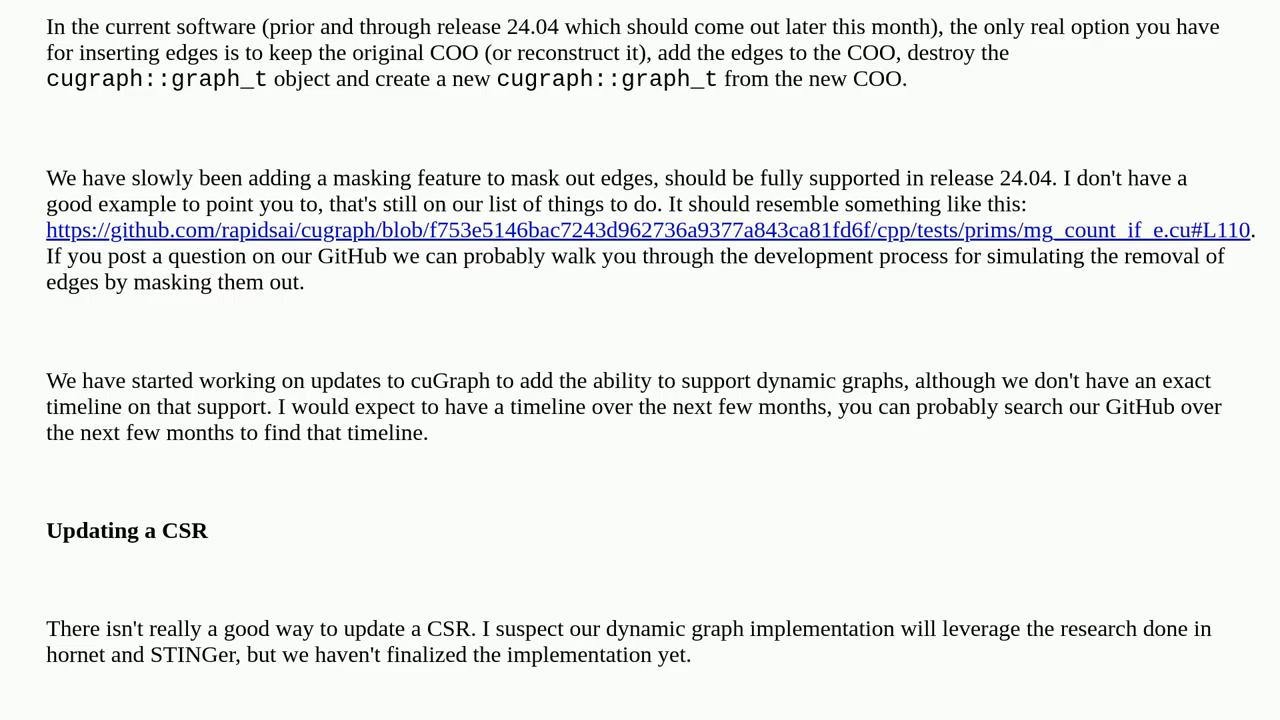 In the current software (prior and through release 24.04 which should come out later this month), the only real option you have
for inserting edges is to keep the original COO (or reconstruct it), add the edges to the COO, destroy the
cugraph::graph_t object and create a new cugraph::graph_t from the new COO.
We have slowly been adding a masking feature to mask out edges, should be fully supported in release 24.04. I don't have a
good example to point you to, that's still on our list of things to do. It should resemble something like this:
https://github.com/rapidsai/cugraph/blob/f753e5146bac7243d962736a9377a843ca81fd6f/cpp/tests/prims/mg_count_if_e.cu#L110.
If you post a question on our GitHub we can probably walk you through the development process for simulating the removal of
edges by masking them out.
We have started working on updates to cuGraph to add the ability to support dynamic graphs, although we don't have an exact
timeline on that support. I would expect to have a timeline over the next few months, you can probably search our GitHub over
the next few months to find that timeline.
Updating a CSR
There isn't really a good way to update a CSR. I suspect our dynamic graph implementation will leverage the research done in
hornet and STINGer, but we haven't finalized the implementation yet.